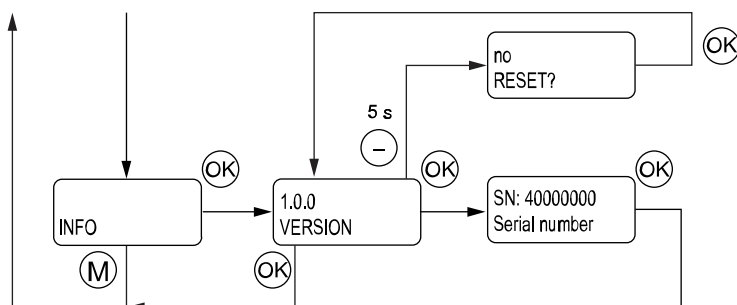 no
RESET?
OK
5 s
–
OK
OK
OK
INFO
1.0.0
VERSION
SN: 40000000
Serial number
M
OK